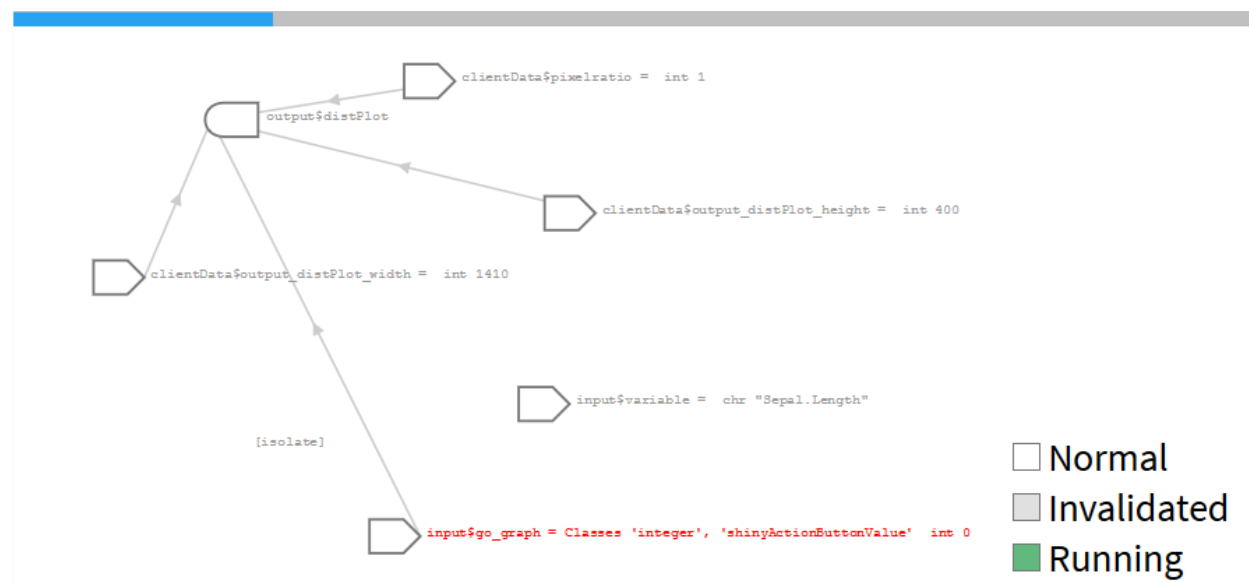 clientData$pixelratio =  int 1
output$distPlot
clientData$output_distPlot_height =  int 400
clientData$output_distPlot_width =  int 1410
input$variable =  chr "Sepal.Length"
[isolate]
input$go_graph = Classes 'integer', 'shinyActionButtonValue'  int 0
Normal
Invalidated
Running